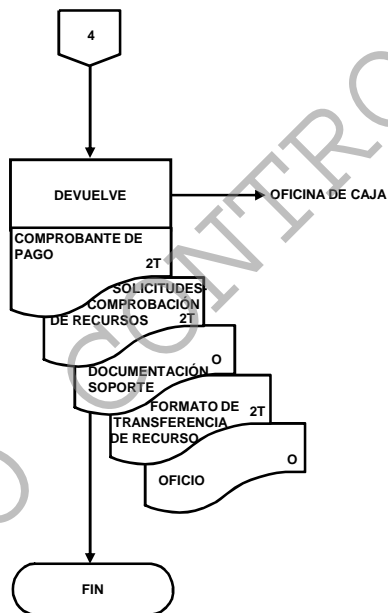 4
DEVUELVE
OFICINA DE CAJA
COMPROBANTE DE
PAGO
2T
SOLICITUDES-
COMPROBACIÓN
DE RECURSOS
2T
O
DOCUMENTACIÓN
SOPORTE
FORMATO DE
2T
TRANSFERENCIA
DE RECURSO
O
OFICIO
FIN
CONTRO
O